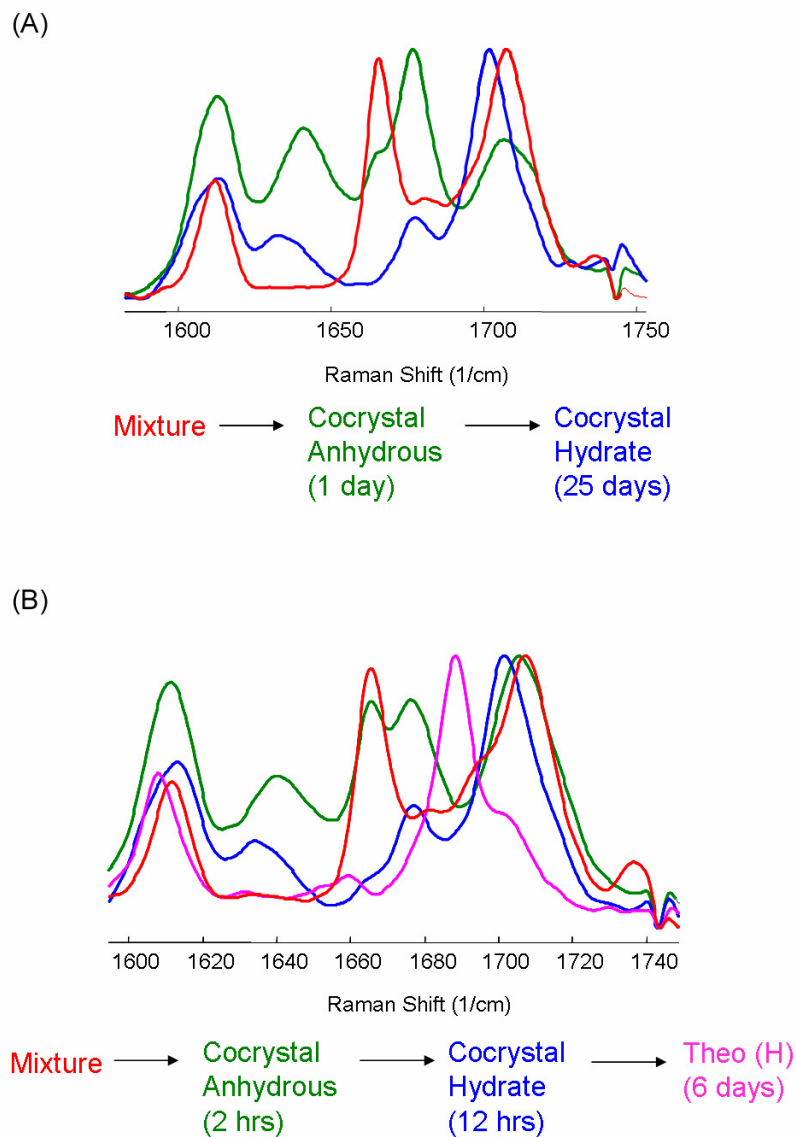 (A)
1600 1650 1700 1750
Raman Shift (1/cm)
Mixture → Cocrystal → Cocrystal
Anhydrous Hydrate
(1 day) (25 days)
(B)
1600 1620 1640 1660 1680 1700 1720 1740
Raman Shift (1/cm)
Mixture → Cocrystal → Cocrystal → Theo (H)
Anhydrous Hydrate (6 days)
(2 hrs) (12 hrs)